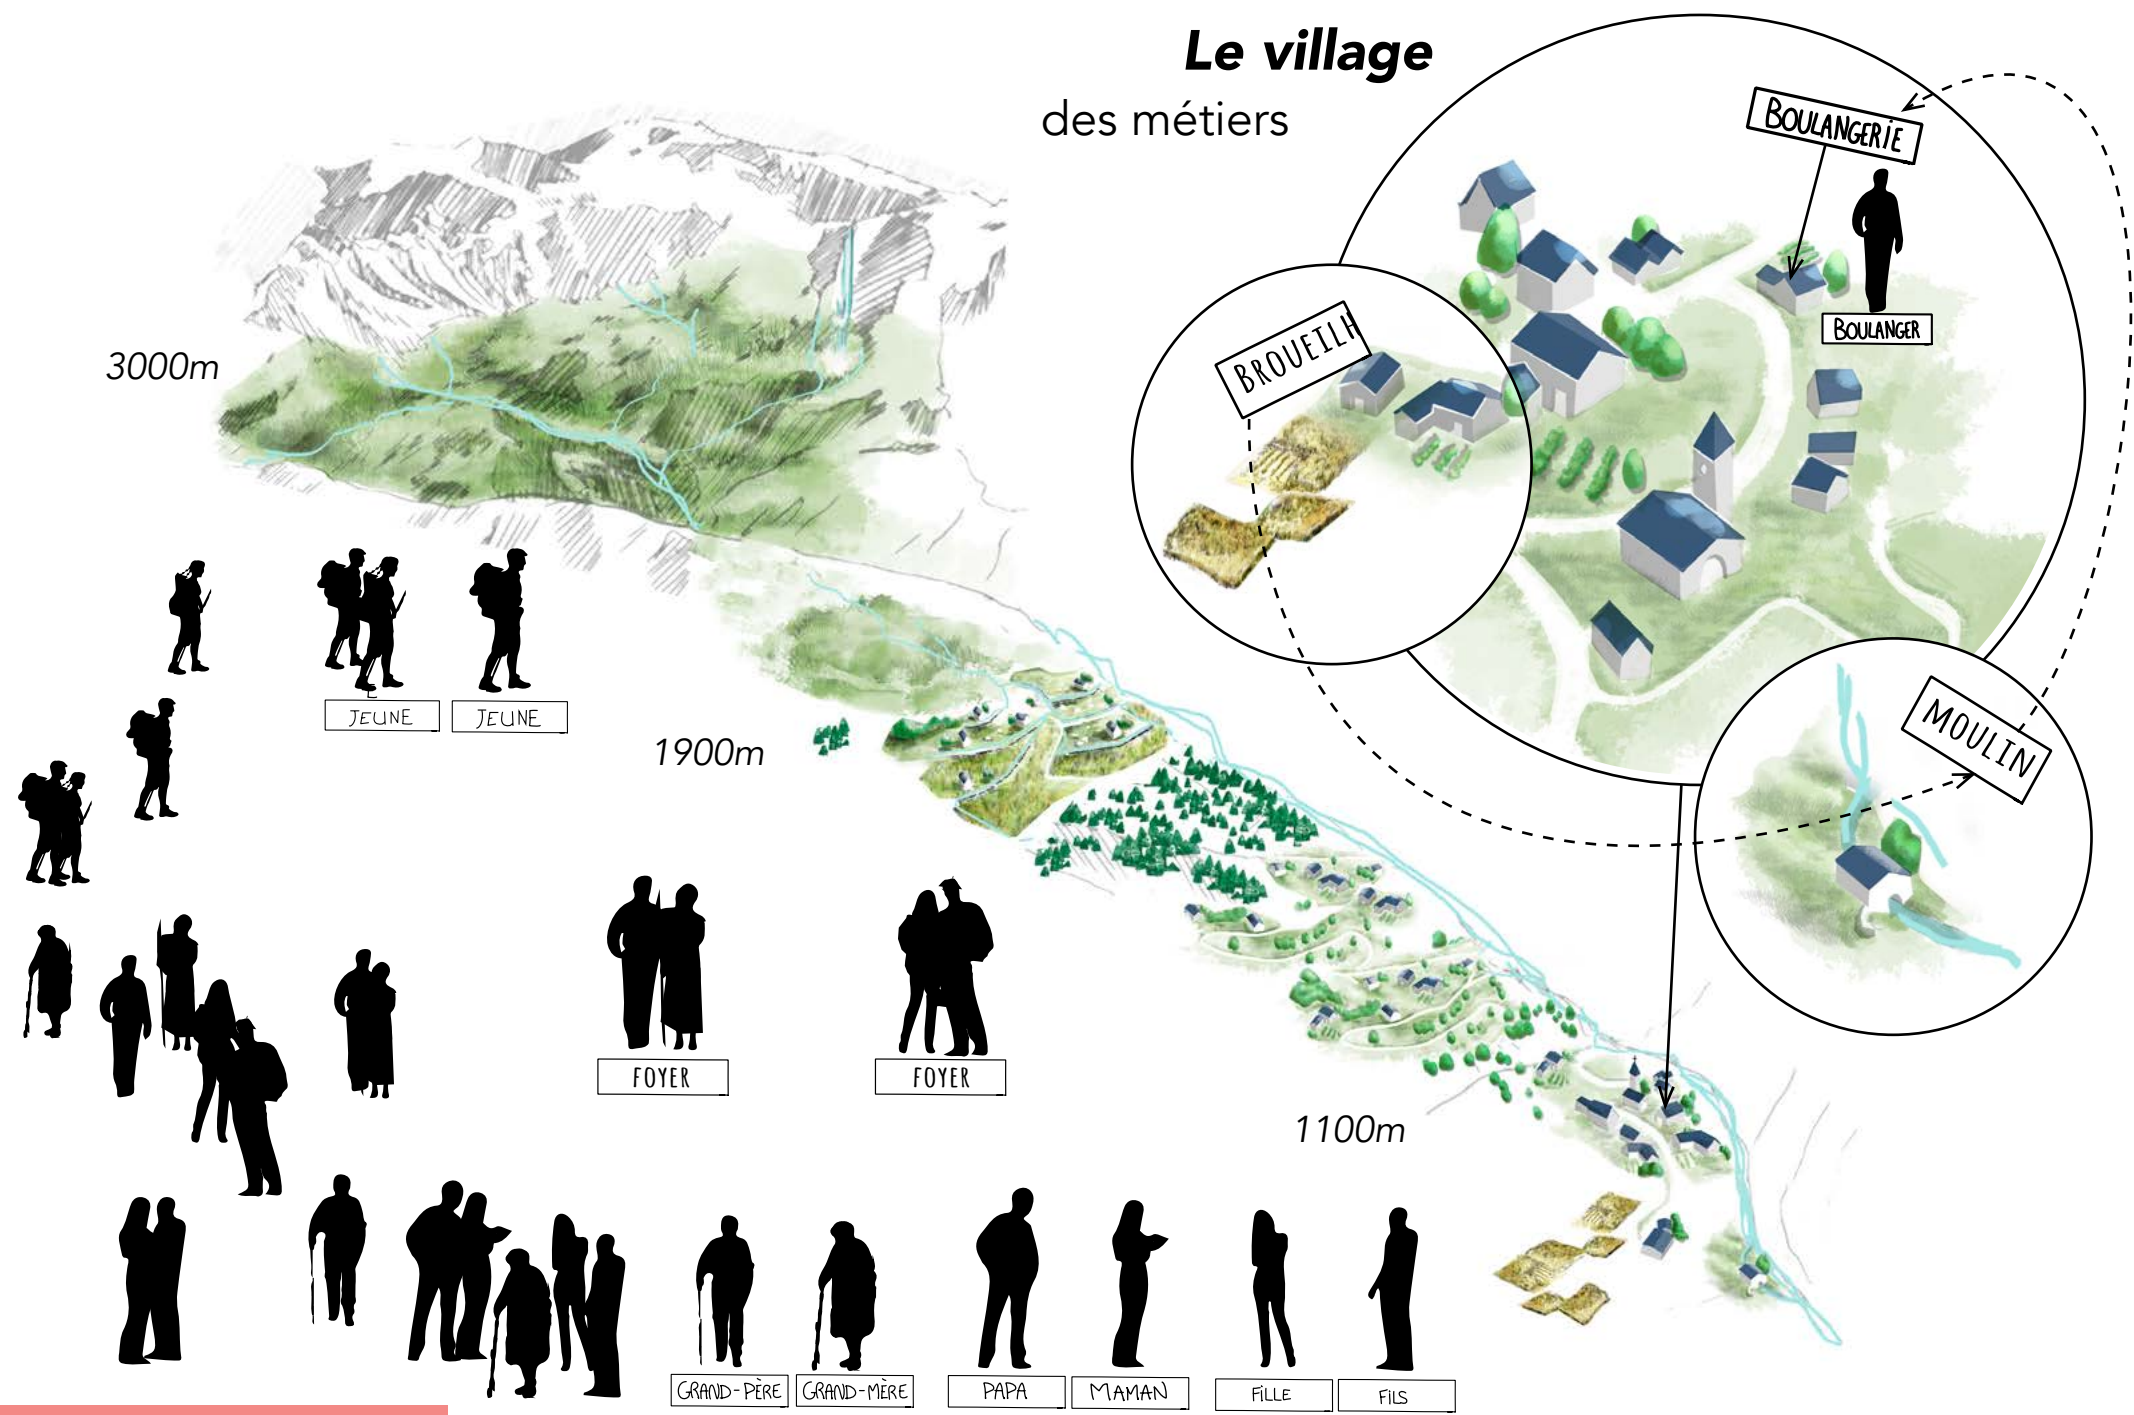 Le village
des métiers
BOULANGERIE
BOULANGER
BROUEILH
3000m
JEUNE
JEUNE
1900m
MOULIN
FOYER
FOYER
1100m
GRAND-PÈRE
GRAND-MÈRE
PAPA
MAMAN
FILLE
FILS